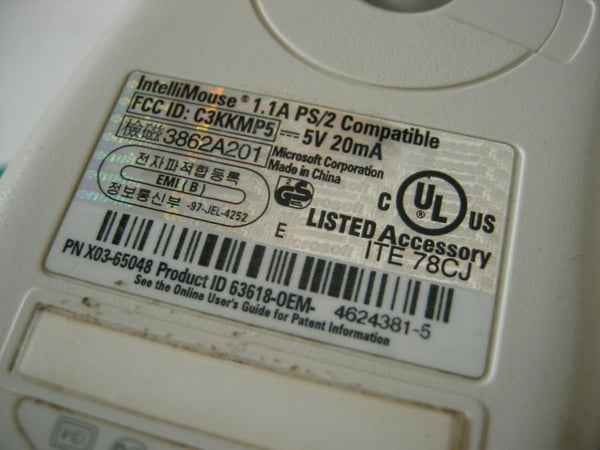 IntelliMouse® 1.1A PS/2 Compatible
FCC ID: C3KKMP5 ⎓ 5V 20mA
檢磁 3862A201
Microsoft Corporation
Made in China
전자파적합등록
EMI ( B )
정보통신부 -97-JEL-4252
E
C UL® US
LISTED Accessory
ITE 78CJ
PN X03-65048 Product ID 63618-OEM- 4624381-5
See the Online User's Guide for Patent Information